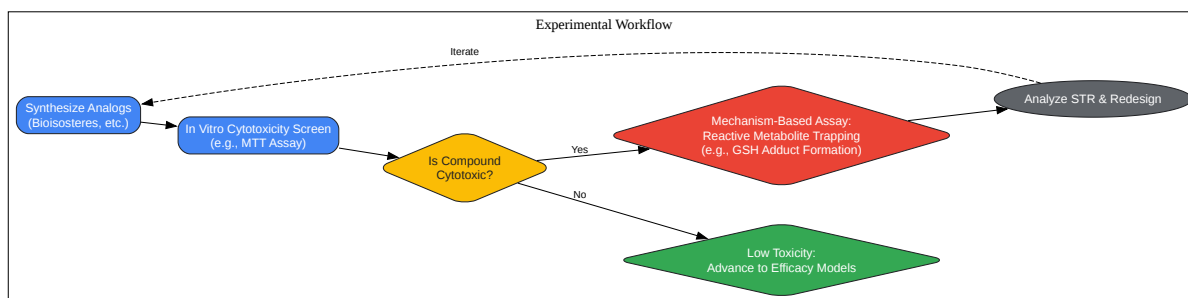 Experimental Workflow
Iterate
Synthesize Analogs
(Bioisosteres, etc.)
In Vitro Cytotoxicity Screen
(e.g., MTT Assay)
Is Compound
Cytotoxic?
Yes
Mechanism-Based Assay:
Reactive Metabolite Trapping
(e.g., GSH Adduct Formation)
Analyze STR & Redesign
No
Low Toxicity:
Advance to Efficacy Models